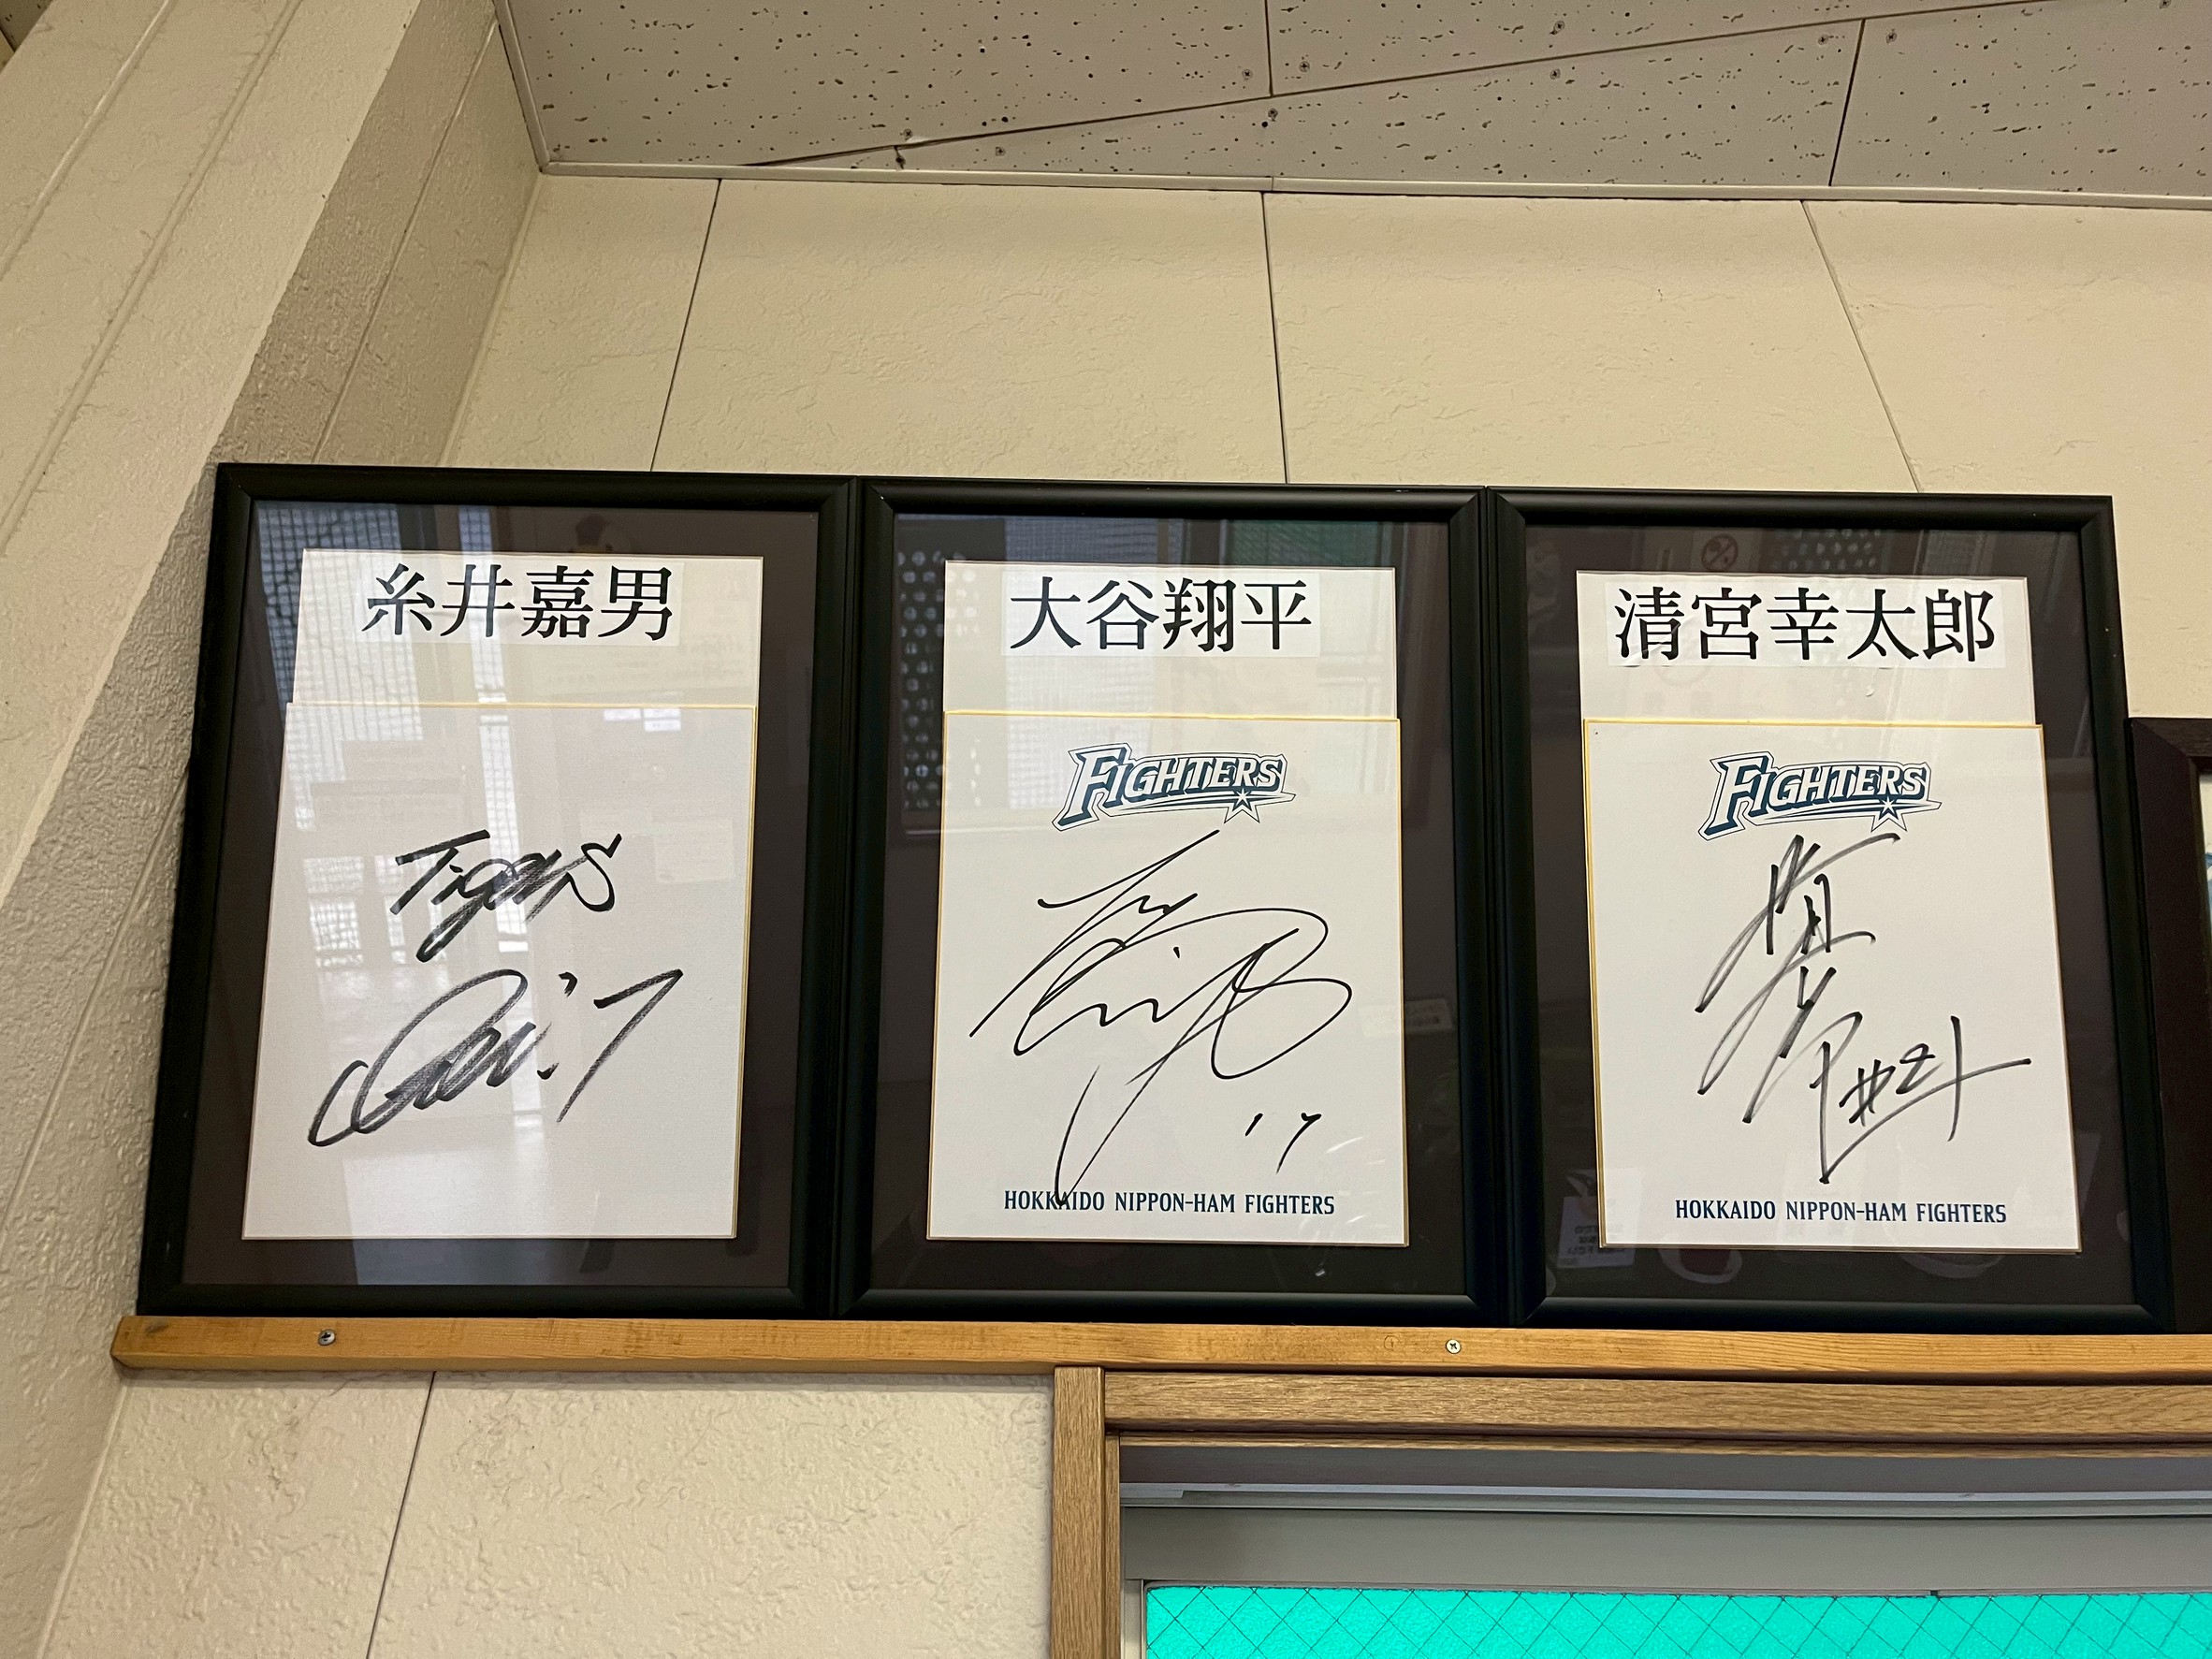 糸井嘉男
Tigers
'7
大谷翔平
FIGHTERS
'17
HOKKAIDO NIPPON-HAM FIGHTERS
清宮幸太郎
FIGHTERS
#21
HOKKAIDO NIPPON-HAM FIGHTERS